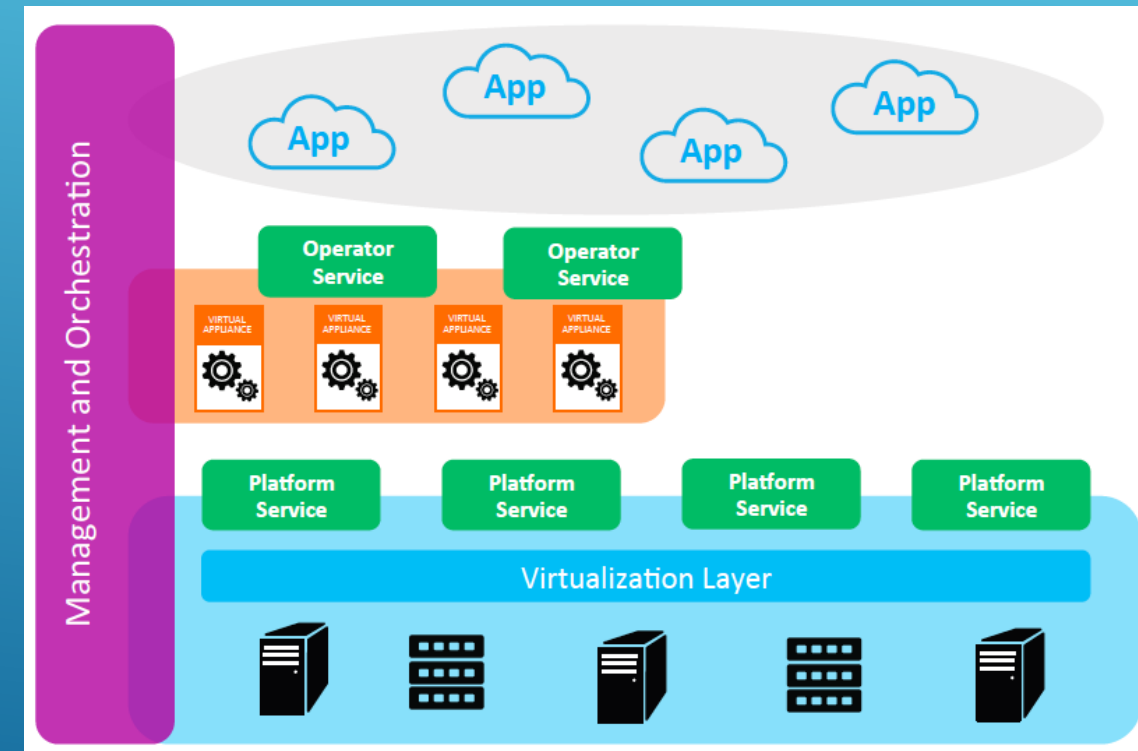 Management and Orchestration
App
App
App
App
Operator
Service
Operator
Service
VIRTUAL
APPLIANCE
VIRTUAL
APPLIANCE
VIRTUAL
APPLIANCE
VIRTUAL
APPLIANCE
Platform
Service
Platform
Service
Platform
Service
Platform
Service
Virtualization Layer